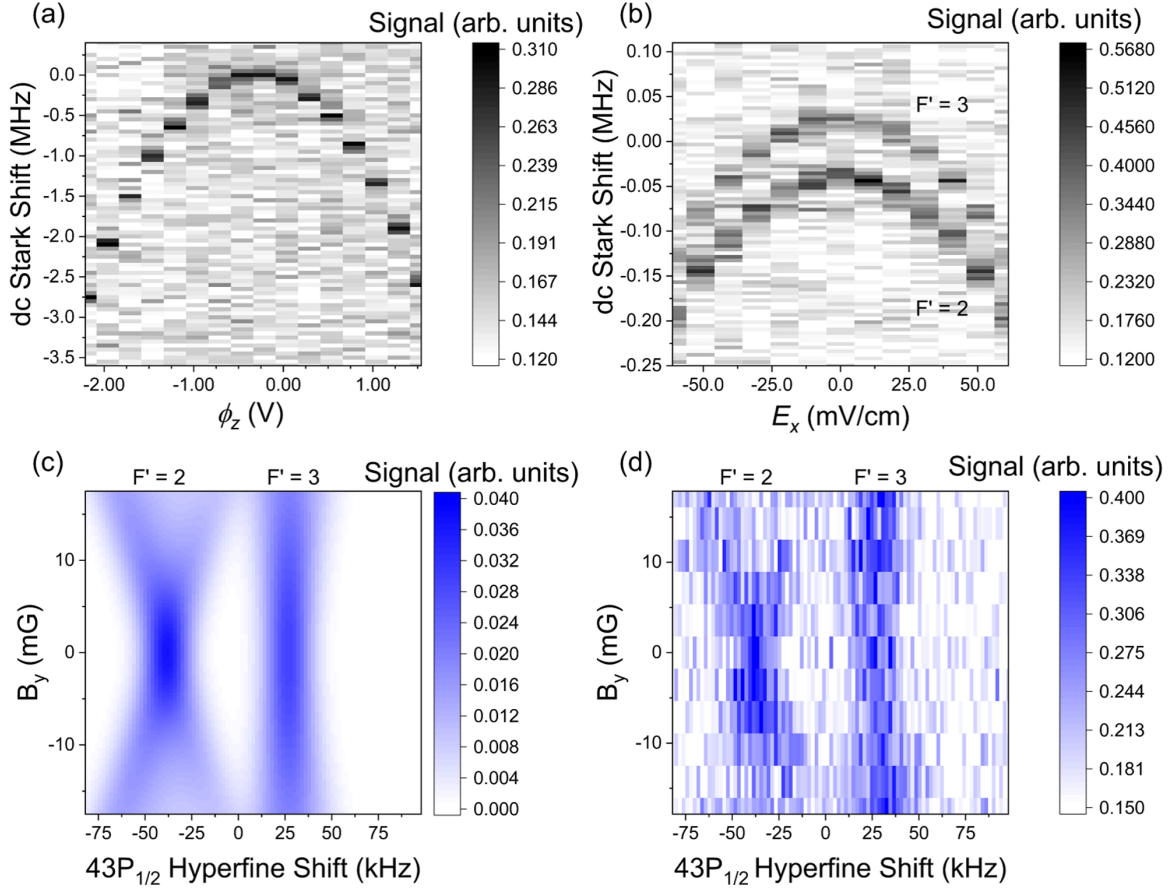 (a)
Signal (arb. units)
dc Stark Shift (MHz)
0.0
-0.5
-1.0
-1.5
-2.0
-2.5
-3.0
-3.5
-2.00 -1.00 0.00 1.00
ϕz (V)
0.310
0.286
0.263
0.239
0.215
0.191
0.167
0.144
0.120
(b)
Signal (arb. units)
dc Stark Shift (MHz)
0.10
0.05
0.00
-0.05
-0.10
-0.15
-0.20
-0.25
F' = 3
F' = 2
-50.0 -25.0 0.0 25.0 50.0
Ex (mV/cm)
0.5680
0.5120
0.4560
0.4000
0.3440
0.2880
0.2320
0.1760
0.1200
(c)
F' = 2 F' = 3
Signal (arb. units)
By (mG)
10
0
-10
-75 -50 -25 0 25 50 75
43P1/2 Hyperfine Shift (kHz)
0.040
0.036
0.032
0.028
0.024
0.020
0.016
0.012
0.008
0.004
0.000
(d)
F' = 2 F' = 3
Signal (arb. units)
By (mG)
10
0
-10
-75 -50 -25 0 25 50 75
43P1/2 Hyperfine Shift (kHz)
0.400
0.369
0.338
0.306
0.275
0.244
0.213
0.181
0.150